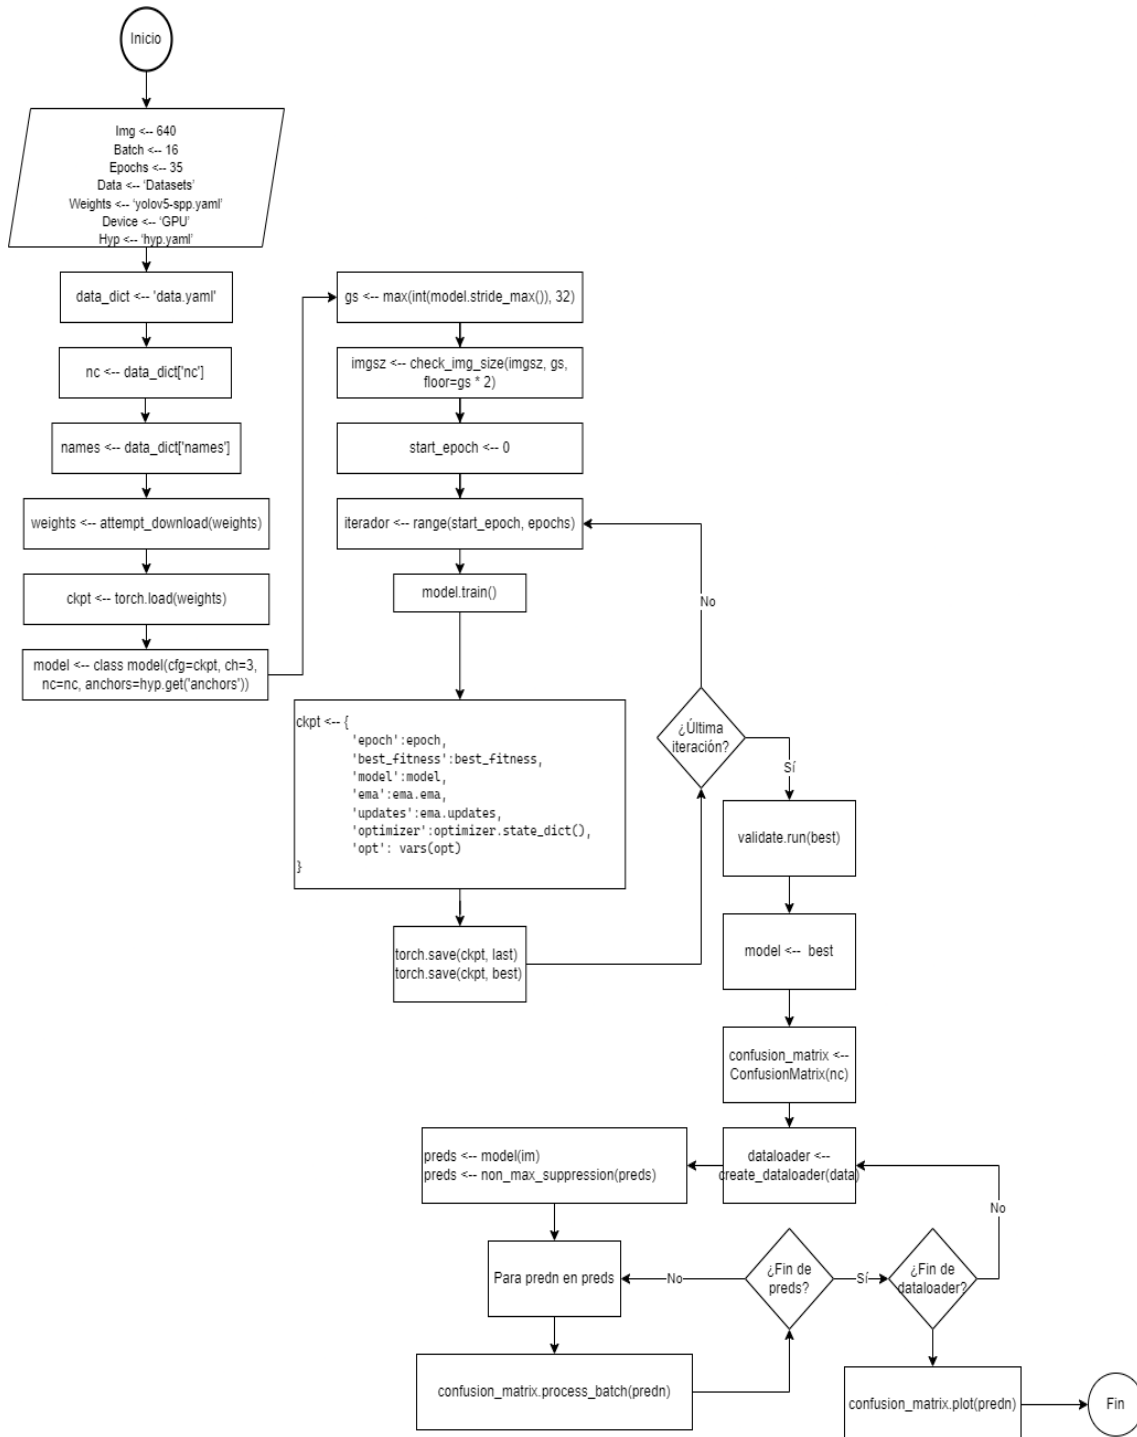 Inicio
Img <-- 640
Batch <-- 16
Epochs <-- 35
Data <-- ‘Datasets’
Weights <-- ‘yolov5-spp.yaml’
Device <-- ‘GPU’
Hyp <-- ‘hyp.yaml’
data_dict <-- 'data.yaml'
nc <-- data_dict['nc']
names <-- data_dict['names']
weights <-- attempt_download(weights)
ckpt <-- torch.load(weights)
model <-- class model(cfg=ckpt, ch=3,
nc=nc, anchors=hyp.get('anchors'))
gs <-- max(int(model.stride_max()), 32)
imgsz <-- check_img_size(imgsz, gs,
floor=gs * 2)
start_epoch <-- 0
iterador <-- range(start_epoch, epochs)
model.train()
ckpt <-- {
'epoch':epoch,
'best_fitness':best_fitness,
'model':model,
'ema':ema.ema,
'updates':ema.updates,
'optimizer':optimizer.state_dict(),
'opt': vars(opt)
}
torch.save(ckpt, last)
torch.save(ckpt, best)
¿Última
iteración?
No
Sí
validate.run(best)
model <-- best
confusion_matrix <--
ConfusionMatrix(nc)
dataloader <--
create_dataloader(data)
preds <-- model(im)
preds <-- non_max_suppression(preds)
Para predn en preds
confusion_matrix.process_batch(predn)
¿Fin de
preds?
No
Sí
¿Fin de
dataloader?
No
confusion_matrix.plot(predn)
Fin